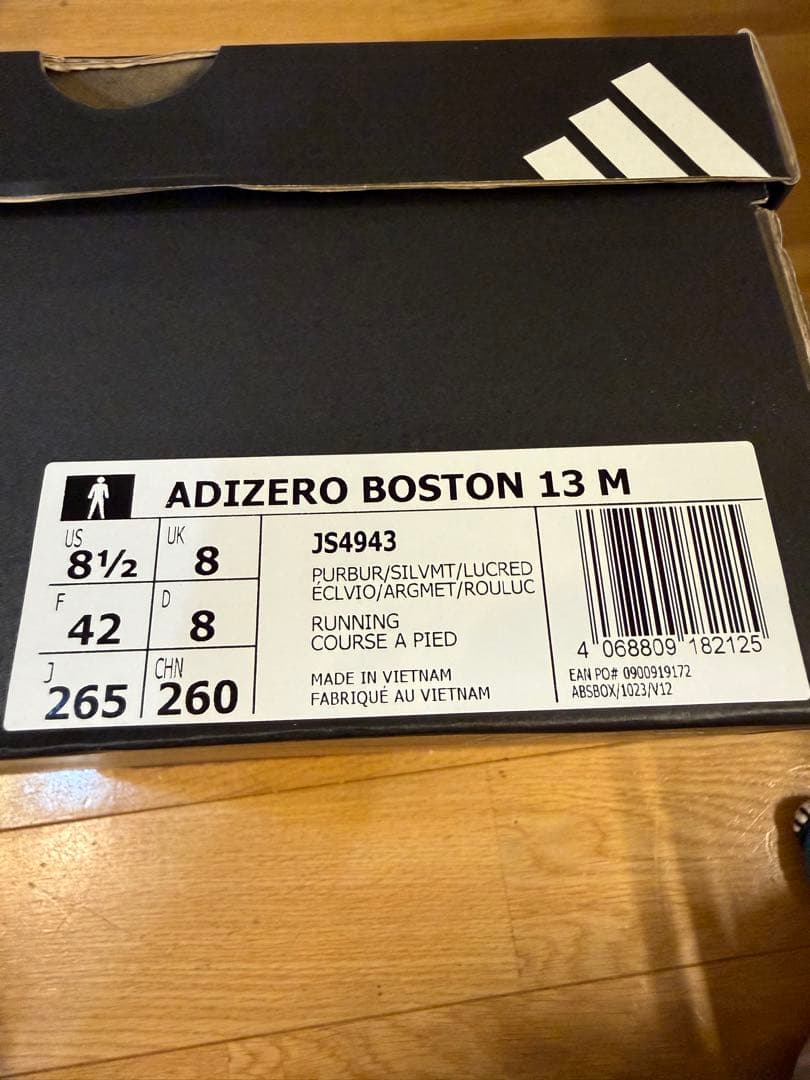 ADIZERO BOSTON 13 M
US
8½
UK
8
F
42
D
8
J
265
CHN
260
JS4943
PURBUR/SILVMT/LUCRED
ÉCLVIO/ARGMET/ROULUC
RUNNING
COURSE A PIED
MADE IN VIETNAM
FABRIQUÉ AU VIETNAM
4 068809 182125
EAN PO# 0900919172
ABSBOX/1023/V12